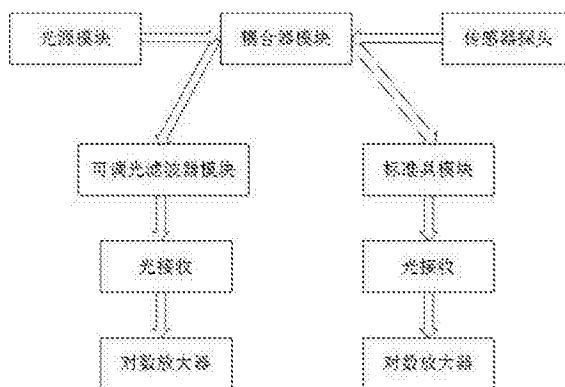 光源模块
耦合器模块
传感器探头
可调光滤波器模块
标准具模块
光接收
光接收
对数放大器
对数放大器